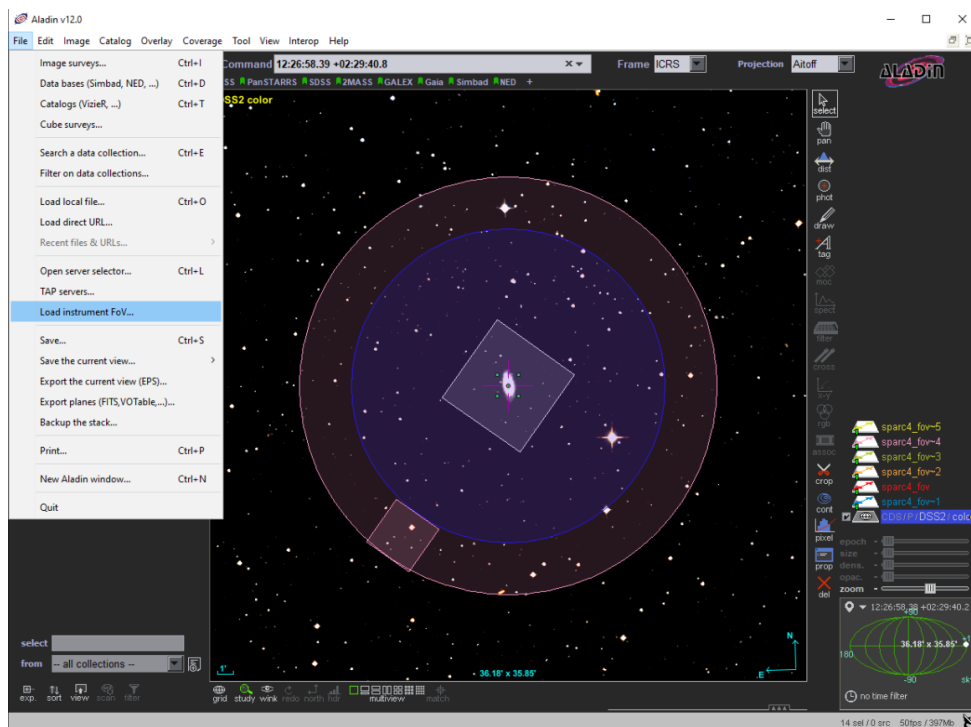 Aladin v12.0
File Edit Image Catalog Overlay Coverage Tool View Interop Help
Image surveys... Ctrl+I
Data bases (Simbad, NED, ...) Ctrl+D
Catalogs (VizieR, ...) Ctrl+T
Cube surveys...
Search a data collection... Ctrl+E
Filter on data collections...
Load local file... Ctrl+O
Load direct URL...
Recent files & URLs...
Open server selector... Ctrl+L
TAP servers...
Load instrument FoV...
Save... Ctrl+S
Save the current view...
Export the current view (EPS)...
Export planes (FITS,VOTable,...)...
Backup the stack...
Print... Ctrl+P
New Aladin window... Ctrl+N
Quit
Command 12:26:58.39 +02:29:40.8 Frame ICRS Projection Aitoff
ALADIN
SS PanSTARRS SDSS 2MASS GALEX Gaia Simbad NED +
DSS2 color
select
pan
dist
phot
draw
tag
moc
spect
filter
cross
x-y
rgb
assoc
crop
cont
pixel
prop
del
sparc4_fov~5
sparc4_fov~4
sparc4_fov~3
sparc4_fov~2
sparc4_fov
sparc4_fov~1
CDS/P/DSS2/colo
epoch
size
dens.
opac.
zoom
12:26:58.38 +02:29:40.2
+90
180
36.18' x 35.85'
-90
no time filter
N
E
1'
36.18' x 35.85'
select
from -- all collections --
exp. sort view scan filter
grid study wink redo north hdr multiview match
14 sel / 0 src 50fps / 397Mb